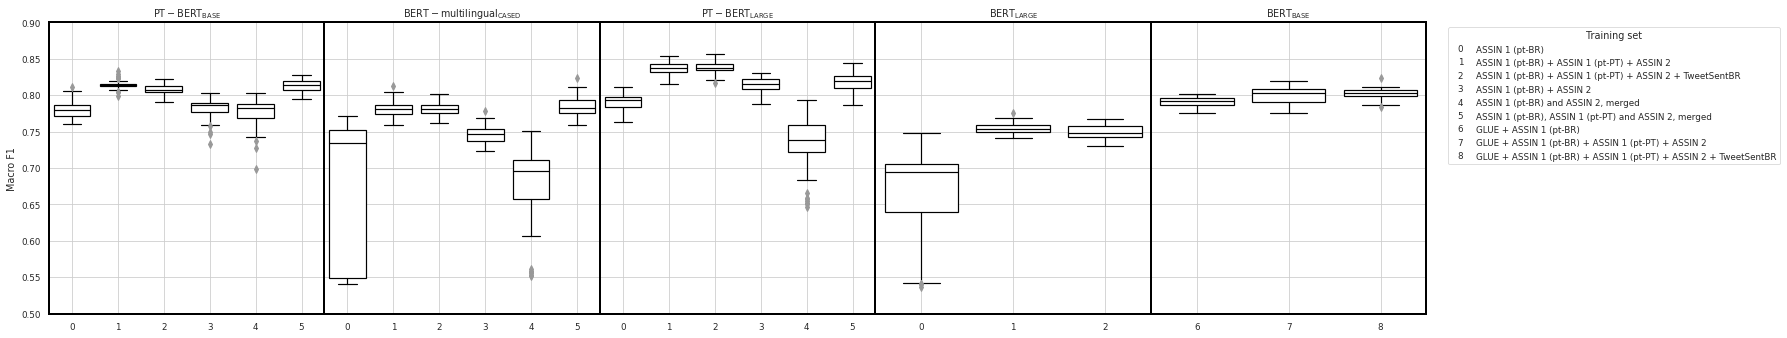 PT − BERT_BASE BERT − multilingual_CASED PT − BERT_LARGE BERT_LARGE BERT_BASE
Macro F1
0.90
0.85
0.80
0.75
0.70
0.65
0.60
0.55
0.50
0 1 2 3 4 5 0 1 2 3 4 5 0 1 2 3 4 5 0 1 2 6 7 8
Training set
0 ASSIN 1 (pt-BR)
1 ASSIN 1 (pt-BR) + ASSIN 1 (pt-PT) + ASSIN 2
2 ASSIN 1 (pt-BR) + ASSIN 1 (pt-PT) + ASSIN 2 + TweetSentBR
3 ASSIN 1 (pt-BR) + ASSIN 2
4 ASSIN 1 (pt-BR) and ASSIN 2, merged
5 ASSIN 1 (pt-BR), ASSIN 1 (pt-PT) and ASSIN 2, merged
6 GLUE + ASSIN 1 (pt-BR)
7 GLUE + ASSIN 1 (pt-BR) + ASSIN 1 (pt-PT) + ASSIN 2
8 GLUE + ASSIN 1 (pt-BR) + ASSIN 1 (pt-PT) + ASSIN 2 + TweetSentBR